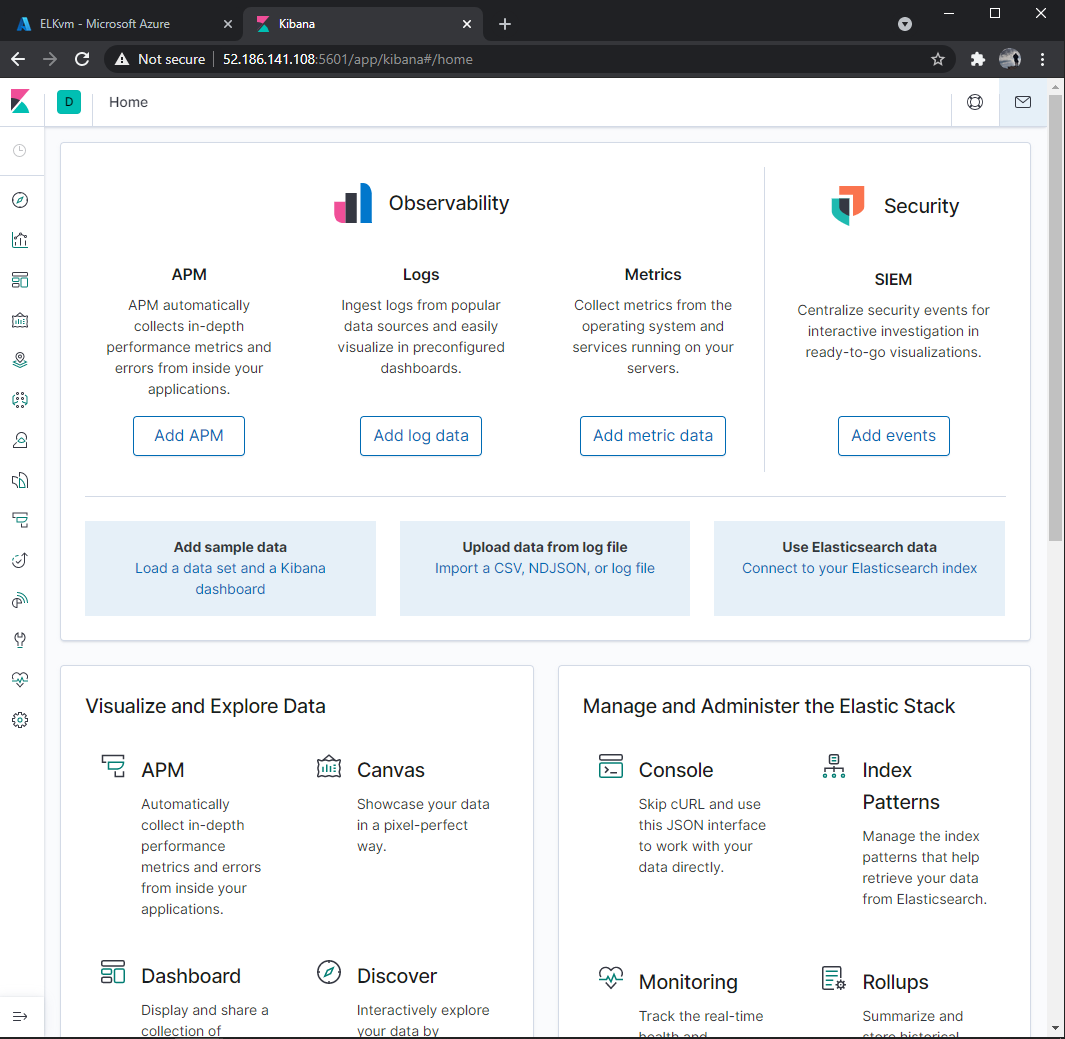 ELKvm - Microsoft Azure
Kibana
Not secure
52.186.141.108:5601/app/kibana#/home
D
Home
Observability
Security
APM
APM automatically
collects in-depth
performance metrics and
errors from inside your
applications.
Add APM
Logs
Ingest logs from popular
data sources and easily
visualize in preconfigured
dashboards.
Add log data
Metrics
Collect metrics from the
operating system and
services running on your
servers.
Add metric data
SIEM
Centralize security events for
interactive investigation in
ready-to-go visualizations.
Add events
Add sample data
Load a data set and a Kibana
dashboard
Upload data from log file
Import a CSV, NDJSON, or log file
Use Elasticsearch data
Connect to your Elasticsearch index
Visualize and Explore Data
APM
Automatically
collect in-depth
performance
metrics and errors
from inside your
applications.
Canvas
Showcase your data
in a pixel-perfect
way.
Dashboard
Display and share a
collection of
Discover
Interactively explore
your data by
Manage and Administer the Elastic Stack
Console
Skip cURL and use
this JSON interface
to work with your
data directly.
Index
Patterns
Manage the index
patterns that help
retrieve your data
from Elasticsearch.
Monitoring
Track the real-time
health and
Rollups
Summarize and
store historical